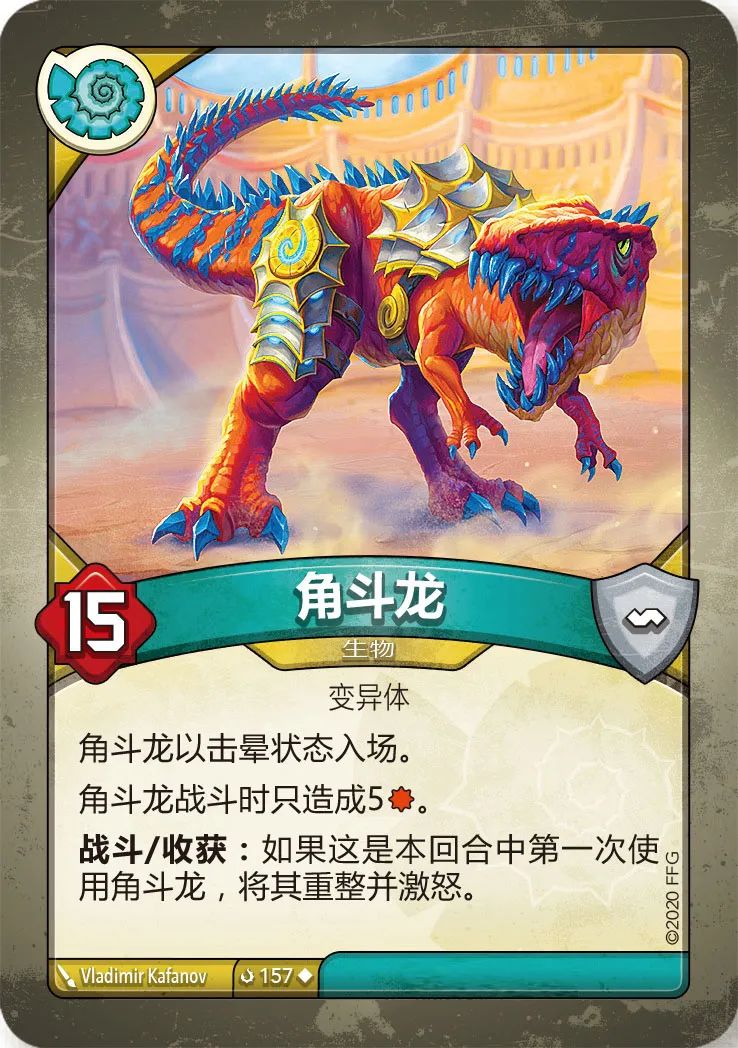 角斗龙
15
生物
变异体
角斗龙以击晕状态入场。
角斗龙战斗时只造成5。
战斗/收获：如果这是本回合中第一次使
用角斗龙，将其重整并激怒。
©2020 FFG
Vladimir Kafanov
157